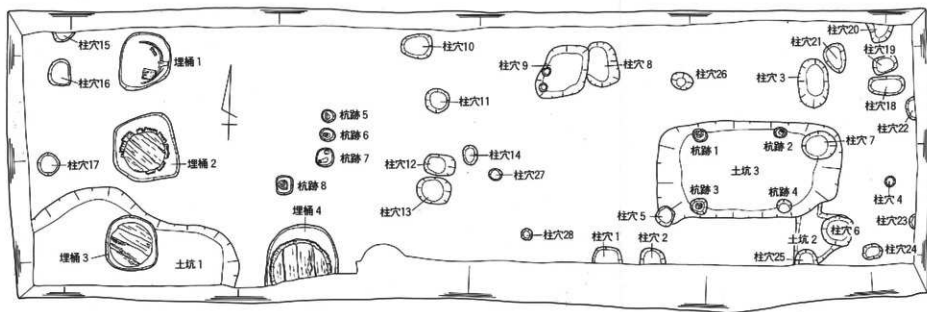 柱穴15
埋桶 1
柱穴16
埋桶 2
柱穴17
埋桶 3
土坑 1
埋桶 4
杭跡 5
杭跡 6
杭跡 7
杭跡 8
柱穴10
柱穴11
柱穴12
柱穴13
柱穴14
柱穴27
柱穴28
柱穴 9
柱穴 8
柱穴26
柱穴 1
柱穴 2
柱穴 3
柱穴21
柱穴20
柱穴19
柱穴18
柱穴22
杭跡 1
杭跡 2
柱穴 7
土坑 3
杭跡 3
杭跡 4
柱穴 5
柱穴 4
柱穴23
柱穴 6
土坑 2
柱穴25
柱穴24